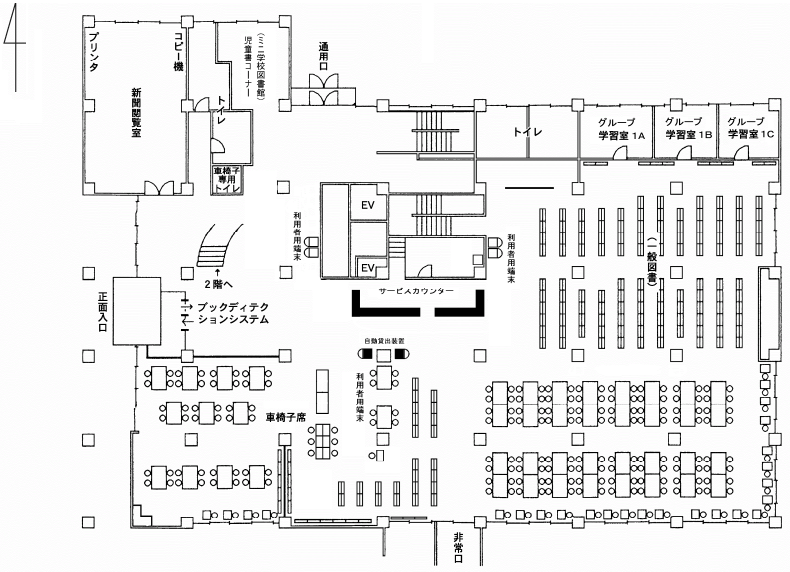 プリンタ
コピー機
新聞閲覧室
トイレ
(ミニ学校図書館)
児童書コーナー
通用口
車椅子
専用
トイレ
トイレ
グループ
学習室1A
グループ
学習室1B
グループ
学習室1C
EV
EV
利用者用端末
利用者用端末
(一般図書)
2階へ
サービスカウンター
正面入口
ブックディテク
ションシステム
自動貸出装置
利用者用端末
車椅子席
非常口